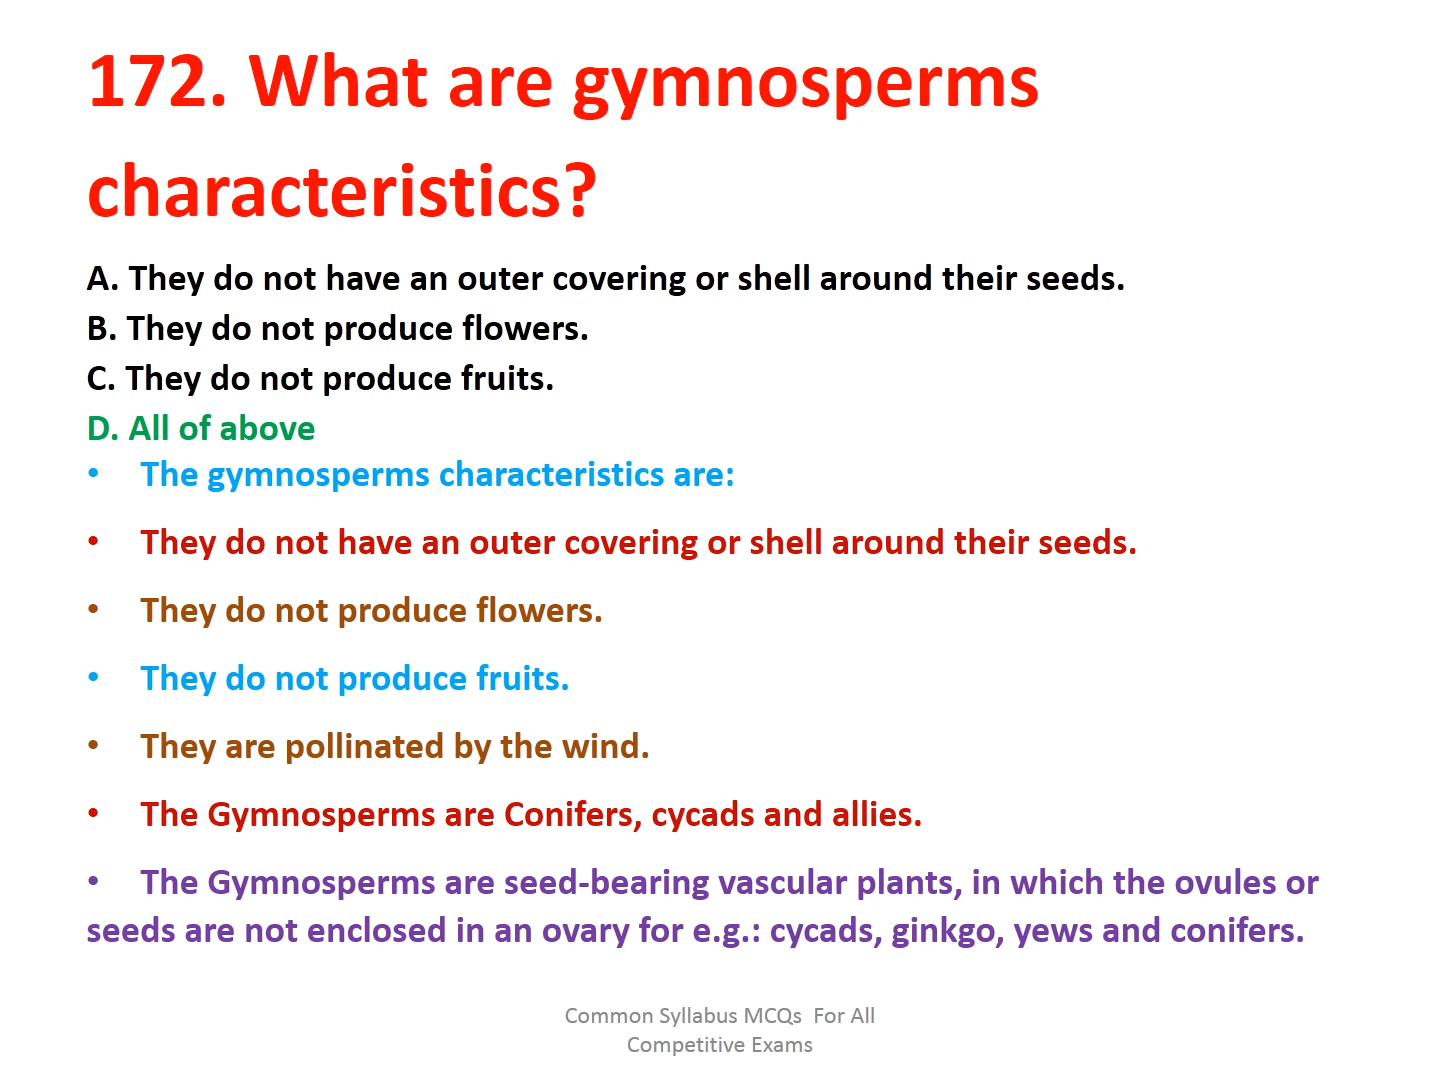 172. What are gymnosperms
characteristics?
A. They do not have an outer covering or shell around their seeds.
B. They do not produce flowers.
C. They do not produce fruits.
D. All of above
• The gymnosperms characteristics are:
• They do not have an outer covering or shell around their seeds.
• They do not produce flowers.
• They do not produce fruits.
• They are pollinated by the wind.
• The Gymnosperms are Conifers, cycads and allies.
• The Gymnosperms are seed-bearing vascular plants, in which the ovules or
seeds are not enclosed in an ovary for e.g.: cycads, ginkgo, yews and conifers.
Common Syllabus MCQs For All
Competitive Exams